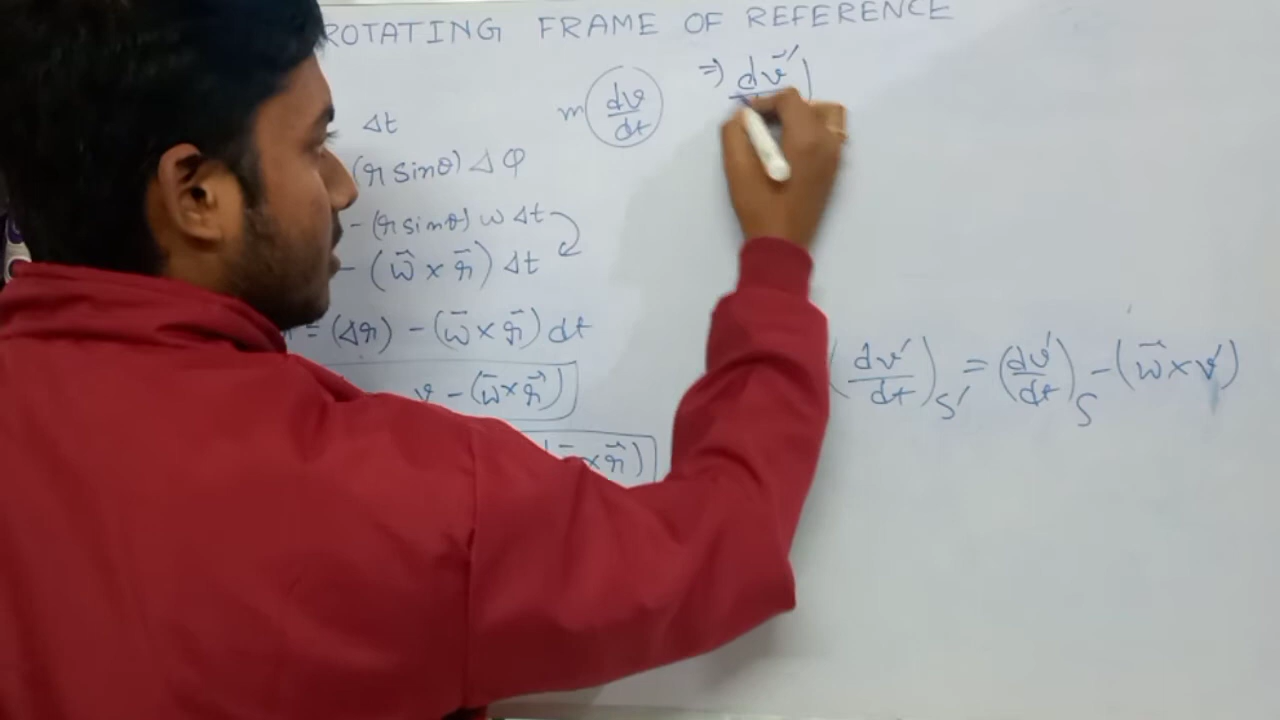 ROTATING FRAME OF REFERENCE
Δt
(r sinθ) Δφ
- (r sinθ) ω Δt
- (ω⃗ × r⃗) Δt
= (Δr) - (ω⃗ × r⃗) dt
v - (ω⃗ × r⃗)
× r⃗)
m (dv/dt)
⇒ dv⃗′
(dv′/dt)S′ = (dv′/dt)S - (ω⃗ × v′)